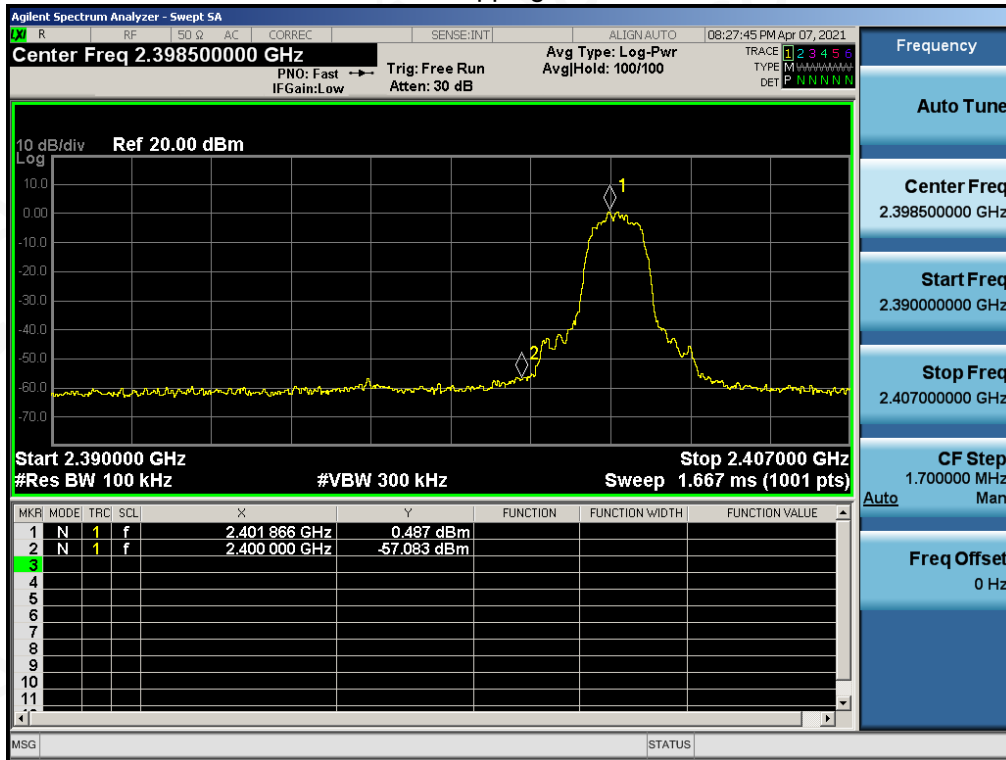 Agilent Spectrum Analyzer - Swept SA
LXI R RF 50 Ω AC CORREC SENSE:INT ALIGN AUTO 08:27:45 PM Apr 07, 2021
Center Freq 2.398500000 GHz
PNO: Fast
IFGain:Low
Trig: Free Run
Atten: 30 dB
Avg Type: Log-Pwr
Avg|Hold: 100/100
TRACE 1 2 3 4 5 6
TYPE M WWWWW
DET P N N N N N
10 dB/div Ref 20.00 dBm
Log
10.0
0.00
-10.0
-20.0
-30.0
-40.0
-50.0
-60.0
-70.0
1
2
Start 2.390000 GHz Stop 2.407000 GHz
#Res BW 100 kHz #VBW 300 kHz Sweep 1.667 ms (1001 pts)
MKR MODE TRC SCL X Y FUNCTION FUNCTION WIDTH FUNCTION VALUE
1 N 1 f 2.401 866 GHz 0.487 dBm
2 N 1 f 2.400 000 GHz -57.083 dBm
3
4
5
6
7
8
9
10
11
MSG STATUS
Frequency
Auto Tune
Center Freq
2.398500000 GHz
Start Freq
2.390000000 GHz
Stop Freq
2.407000000 GHz
CF Step
1.700000 MHz
Auto Man
Freq Offset
0 Hz